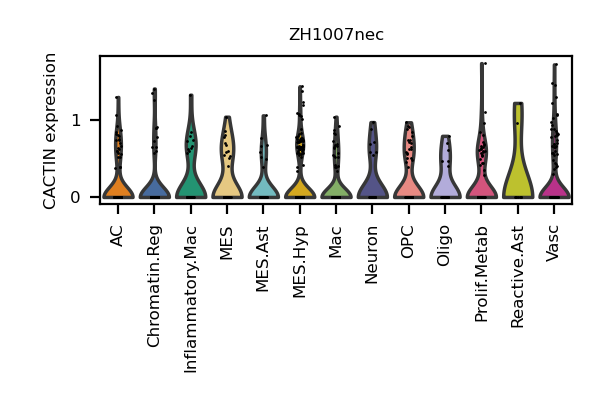 ZH1007nec
CACTIN expression
1
0
AC
Chromatin.Reg
Inflammatory.Mac
MES
MES.Ast
MES.Hyp
Mac
Neuron
OPC
Oligo
Prolif.Metab
Reactive.Ast
Vasc